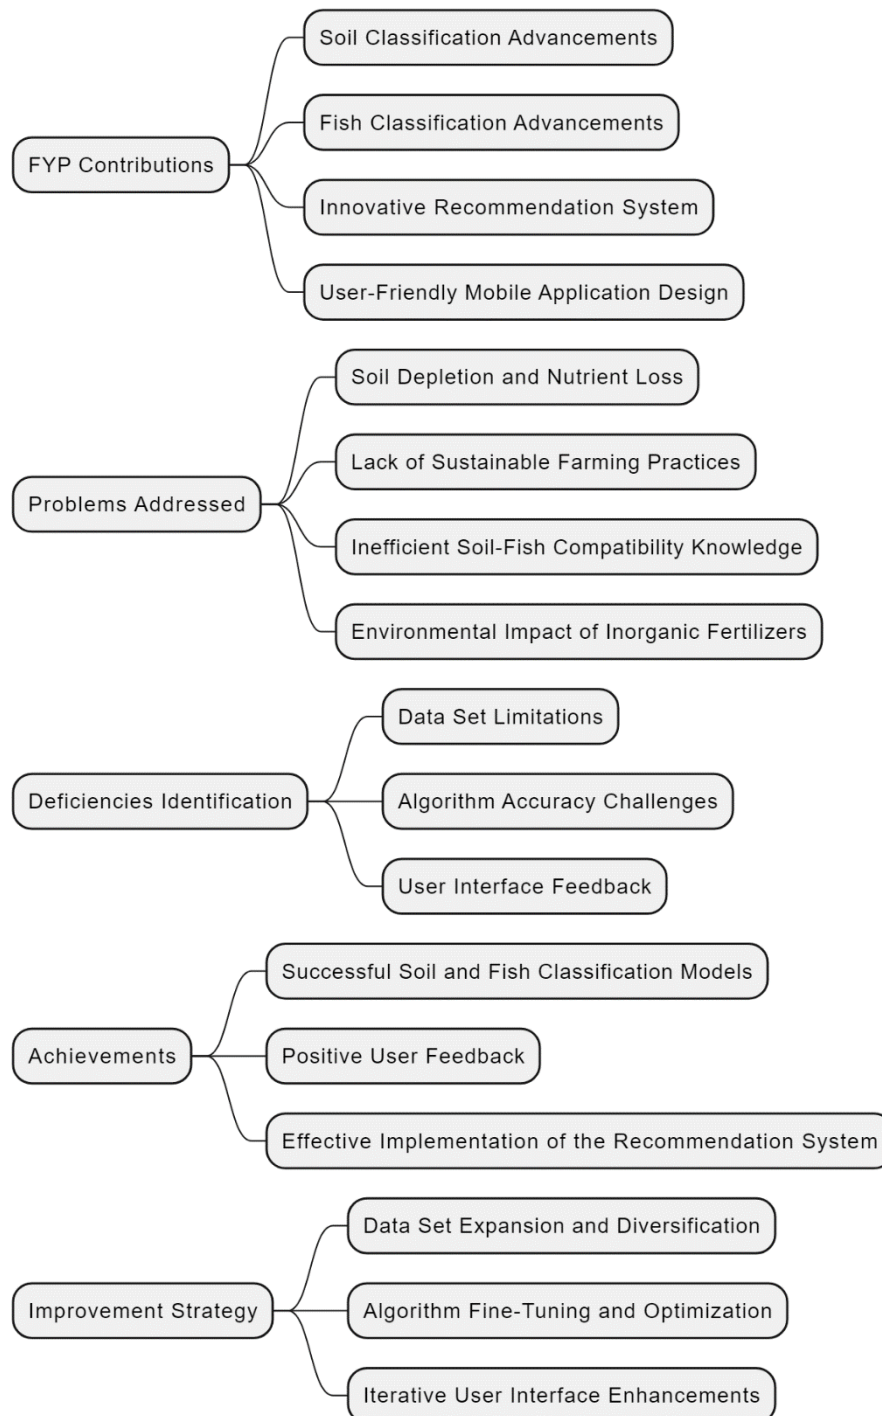 FYP Contributions
Soil Classification Advancements
Fish Classification Advancements
Innovative Recommendation System
User-Friendly Mobile Application Design
Problems Addressed
Soil Depletion and Nutrient Loss
Lack of Sustainable Farming Practices
Inefficient Soil-Fish Compatibility Knowledge
Environmental Impact of Inorganic Fertilizers
Deficiencies Identification
Data Set Limitations
Algorithm Accuracy Challenges
User Interface Feedback
Achievements
Successful Soil and Fish Classification Models
Positive User Feedback
Effective Implementation of the Recommendation System
Improvement Strategy
Data Set Expansion and Diversification
Algorithm Fine-Tuning and Optimization
Iterative User Interface Enhancements